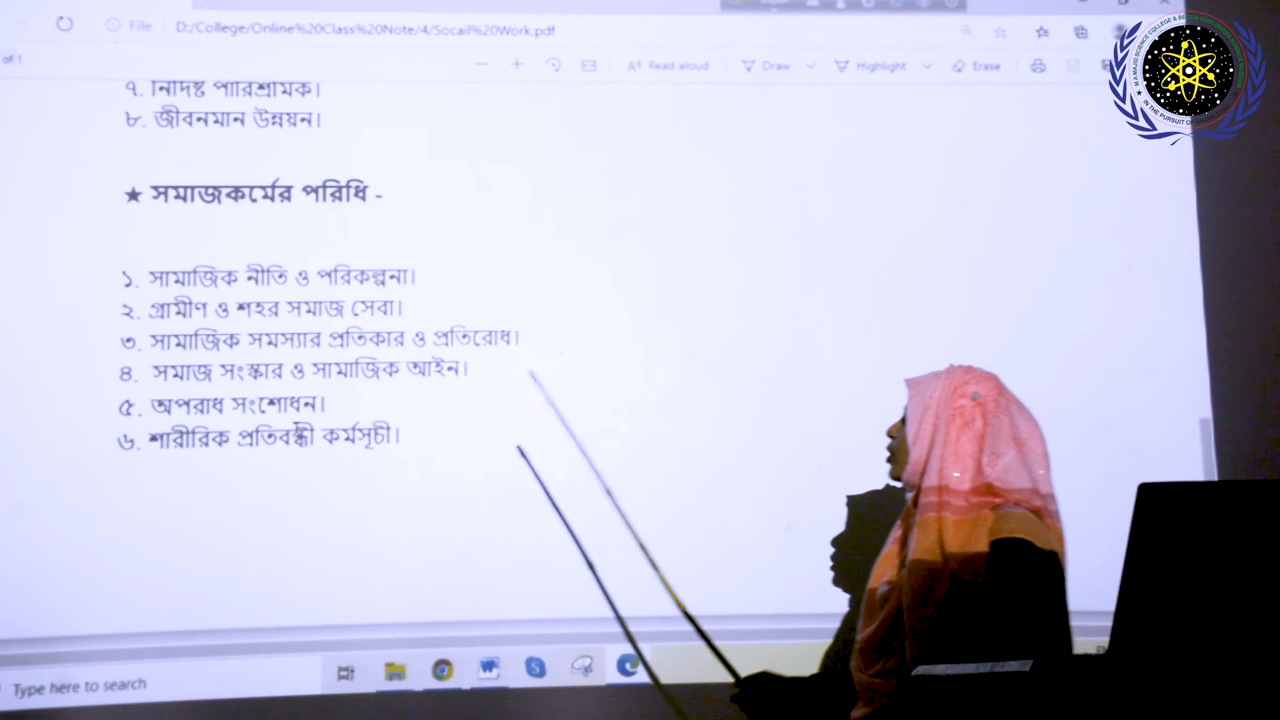 File D:/College/Online%20Class%20Note/4/Socail%20Work.pdf
of 1
Read aloud Draw Highlight Erase
৭. নির্দিষ্ট পারিশ্রমিক।
৮. জীবনমান উন্নয়ন।
★ সমাজকর্মের পরিধি -
১. সামাজিক নীতি ও পরিকল্পনা।
২. গ্রামীণ ও শহর সমাজ সেবা।
৩. সামাজিক সমস্যার প্রতিকার ও প্রতিরোধ।
৪. সমাজ সংস্কার ও সামাজিক আইন।
৫. অপরাধ সংশোধন।
৬. শারীরিক প্রতিবন্ধী কর্মসূচী।
Type here to search
IN THE PURSUIT OF